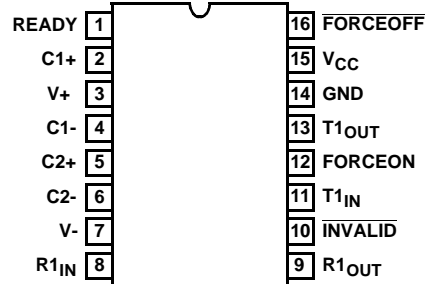 READY 1 16 FORCEOFF
C1+ 2 15 VCC
V+ 3 14 GND
C1- 4 13 T1OUT
C2+ 5 12 FORCEON
C2- 6 11 T1IN
V- 7 10 INVALID
R1IN 8 9 R1OUT